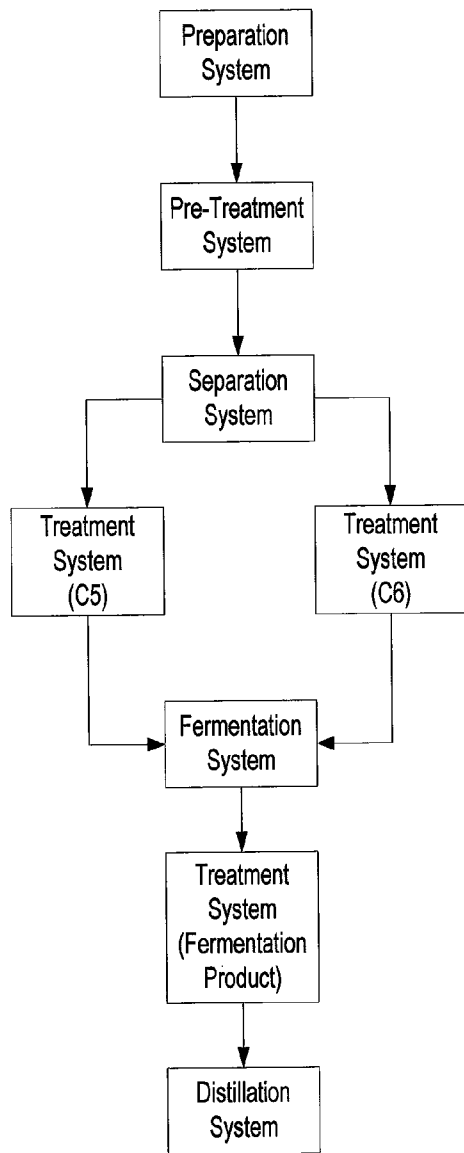 Preparation
System
Pre-Treatment
System
Separation
System
Treatment
System
(C5)
Treatment
System
(C6)
Fermentation
System
Treatment
System
(Fermentation
Product)
Distillation
System